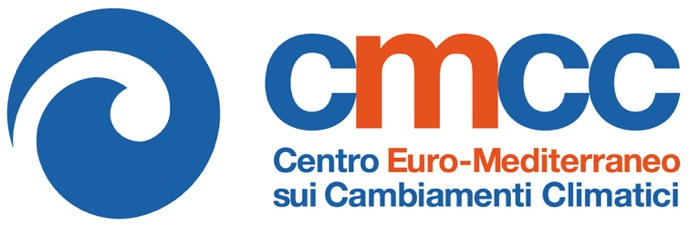 cmcc
Centro Euro-Mediterraneo
sui Cambiamenti Climatici